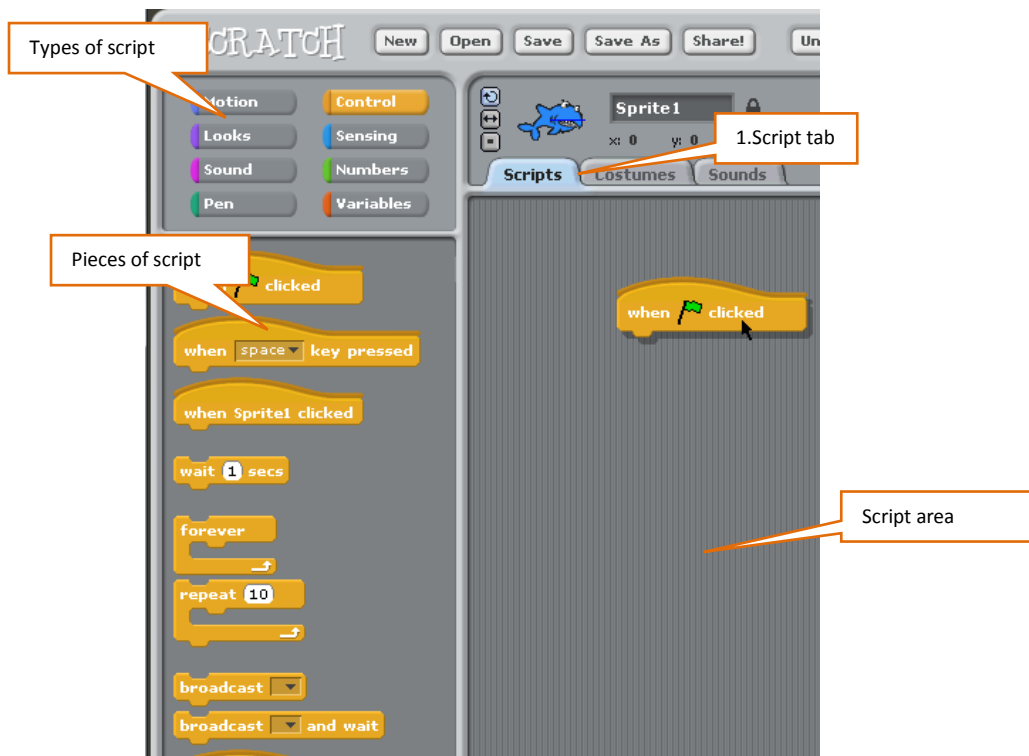 Types of script
SCRATCH
New Open Save Save As Share! Un
Motion Control
Looks Sensing
Sound Numbers
Pen Variables
Sprite1
x: 0 y: 0
1.Script tab
Scripts Costumes Sounds
Pieces of script
clicked
when space key pressed
when Sprite1 clicked
wait 1 secs
forever
repeat 10
broadcast
broadcast and wait
when clicked
Script area